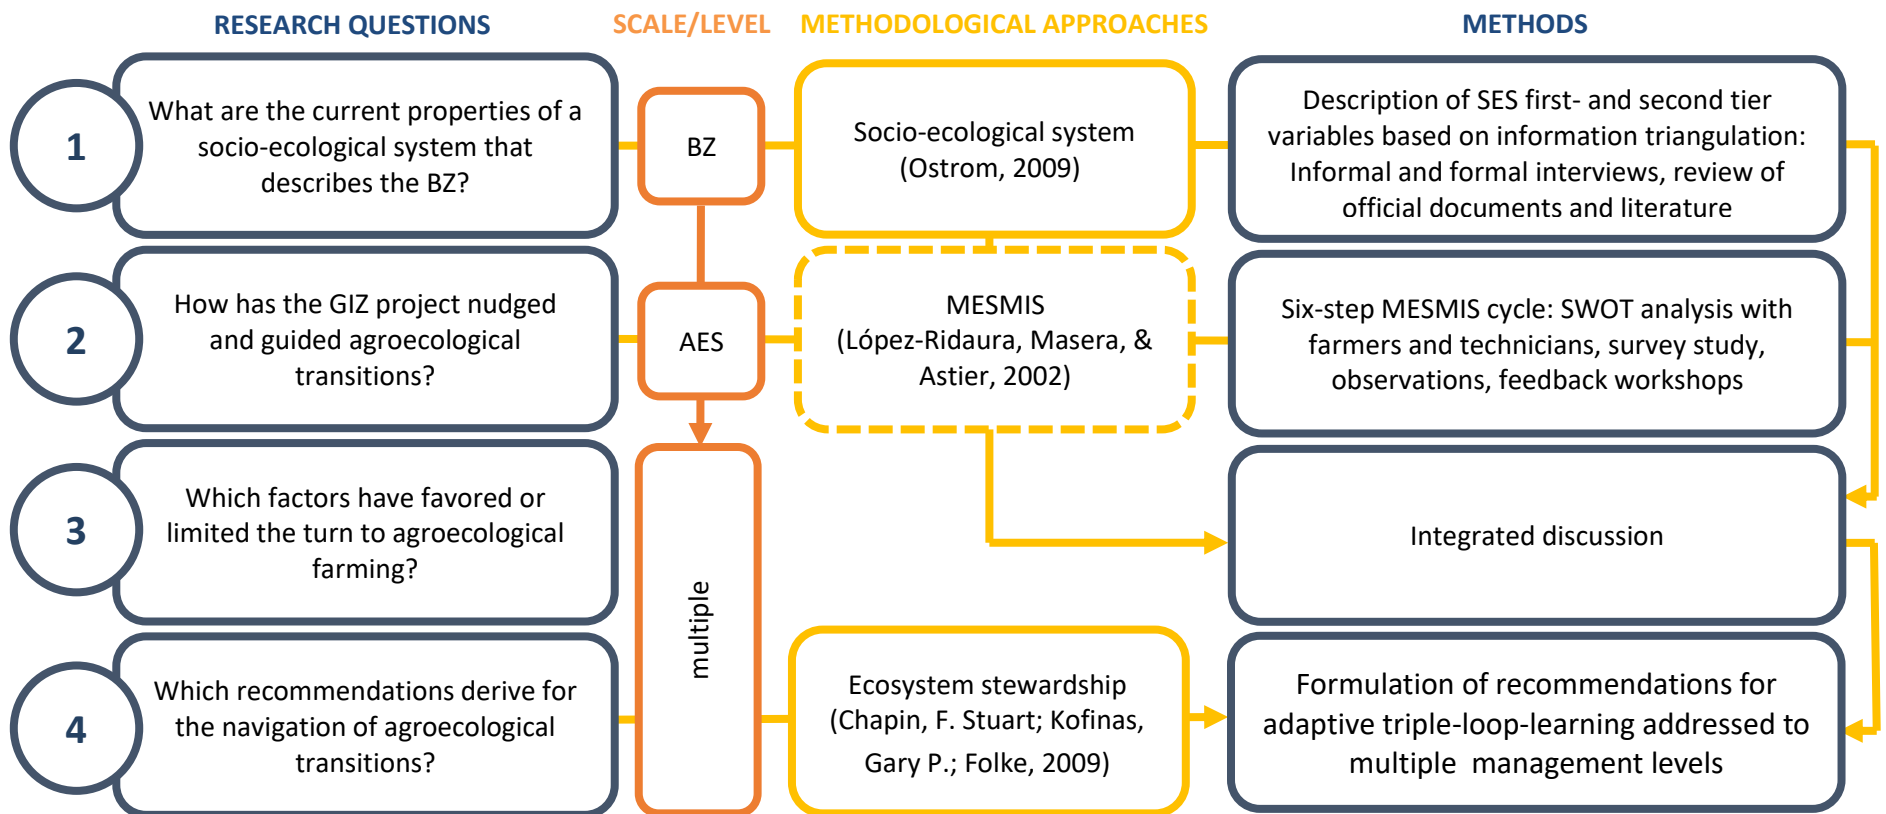 RESEARCH QUESTIONS
SCALE/LEVEL
METHODOLOGICAL APPROACHES
METHODS
1
What are the current properties of a
socio-ecological system that
describes the BZ?
BZ
Socio-ecological system
(Ostrom, 2009)
Description of SES first- and second tier
variables based on information triangulation:
Informal and formal interviews, review of
official documents and literature
2
How has the GIZ project nudged
and guided agroecological
transitions?
AES
MESMIS
(López-Ridaura, Masera, &
Astier, 2002)
Six-step MESMIS cycle: SWOT analysis with
farmers and technicians, survey study,
observations, feedback workshops
3
Which factors have favored or
limited the turn to agroecological
farming?
multiple
Integrated discussion
4
Which recommendations derive for
the navigation of agroecological
transitions?
Ecosystem stewardship
(Chapin, F. Stuart; Kofinas,
Gary P.; Folke, 2009)
Formulation of recommendations for
adaptive triple-loop-learning addressed to
multiple management levels